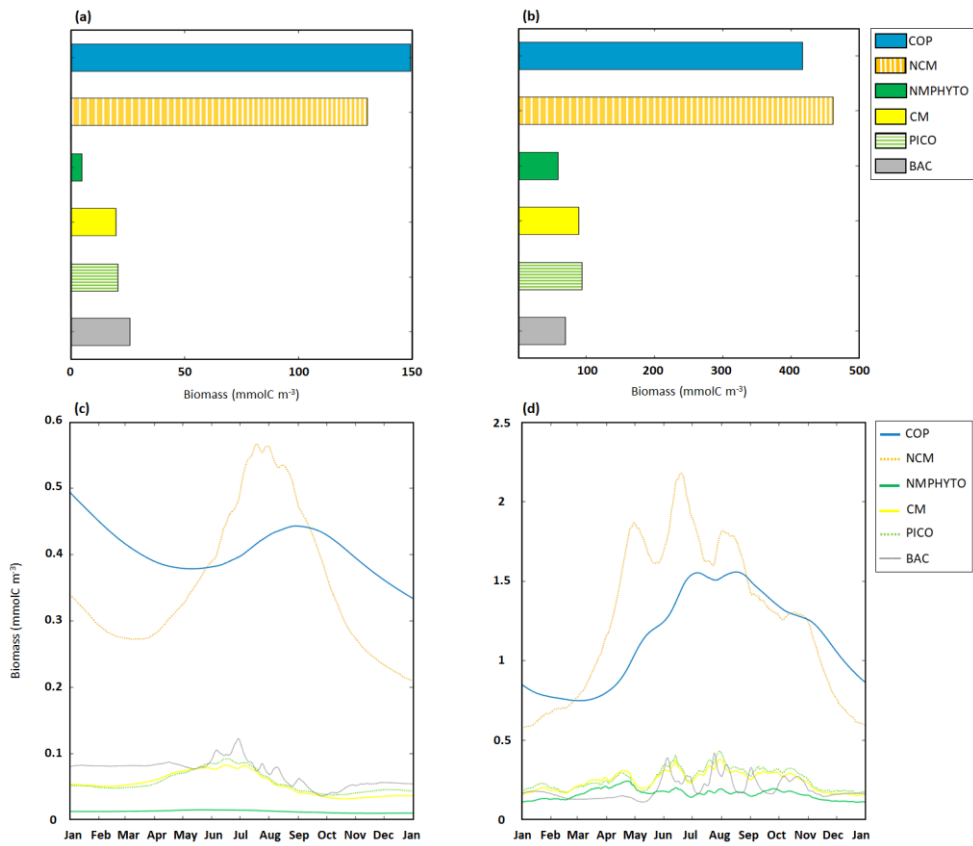 (a)
0 50 100 150
Biomass (mmolC m-3)
(b)
100 200 300 400 500
Biomass (mmolC m-3)
COP
NCM
NMPHYTO
CM
PICO
BAC
(c)
Biomass (mmolC m-3)
0.6
0.5
0.4
0.3
0.2
0.1
0
Jan Feb Mar Apr May Jun Jul Aug Sep Oct Nov Dec Jan
(d)
2.5
2
1.5
1
0.5
0
Jan Feb Mar Apr May Jun Jul Aug Sep Oct Nov Dec Jan
COP
NCM
NMPHYTO
CM
PICO
BAC